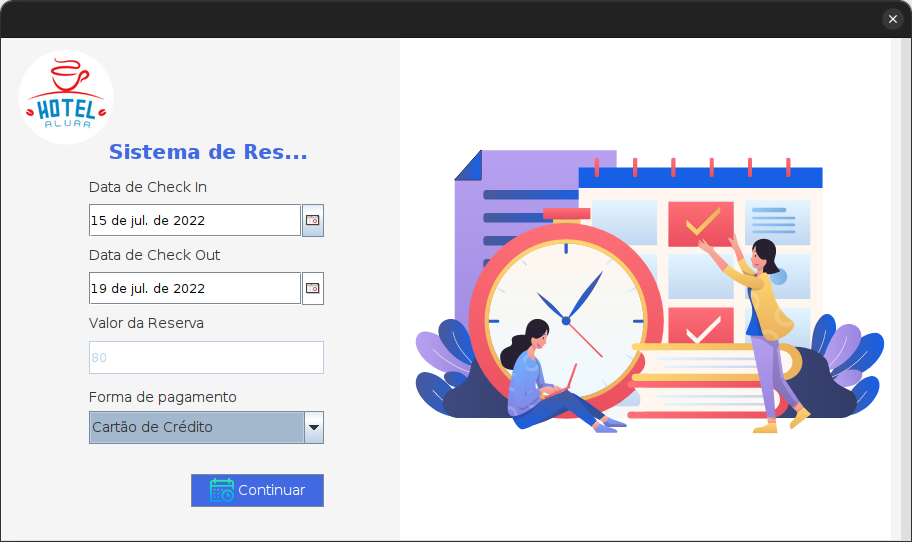 HOTEL
ALURA
Sistema de Res...
Data de Check In
15 de jul. de 2022
Data de Check Out
19 de jul. de 2022
Valor da Reserva
80
Forma de pagamento
Cartão de Crédito
Continuar